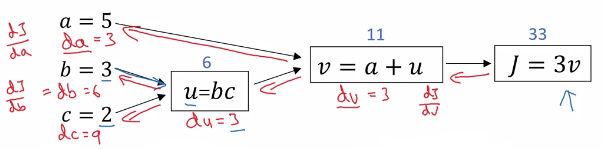 dJ/da a = 5
da = 3
dJ/db b = 3
= db = 6
c = 2
dc = 9
6
u=bc
du = 3
11
v = a + u
dv = 3 dJ/dv
33
J = 3v